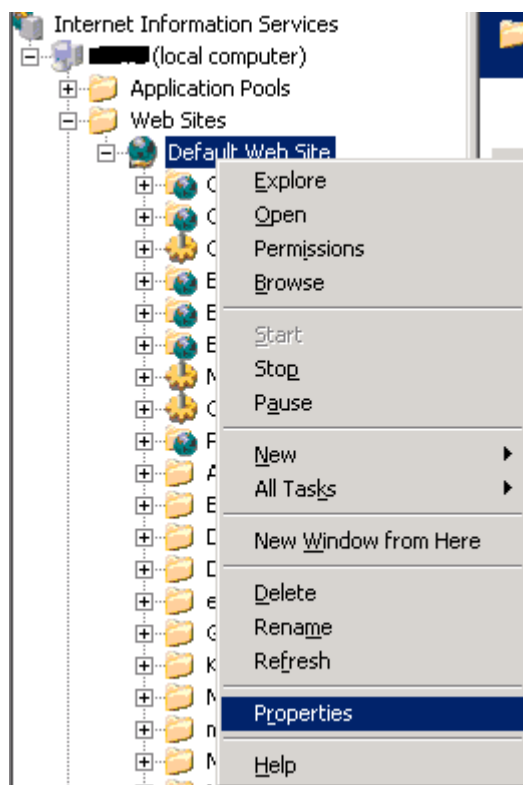 Internet Information Services
(local computer)
Application Pools
Web Sites
Default Web Site
Explore
Open
Permissions
Browse
Start
Stop
Pause
New
All Tasks
New Window from Here
Delete
Rename
Refresh
Properties
Help